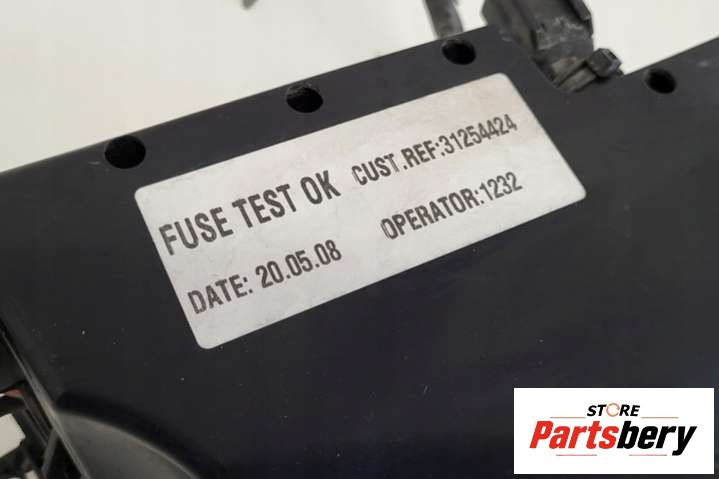 FUSE TEST OK CUST.REF:31254424
DATE: 20.05.08 OPERATOR:1232
STORE
Partsbery